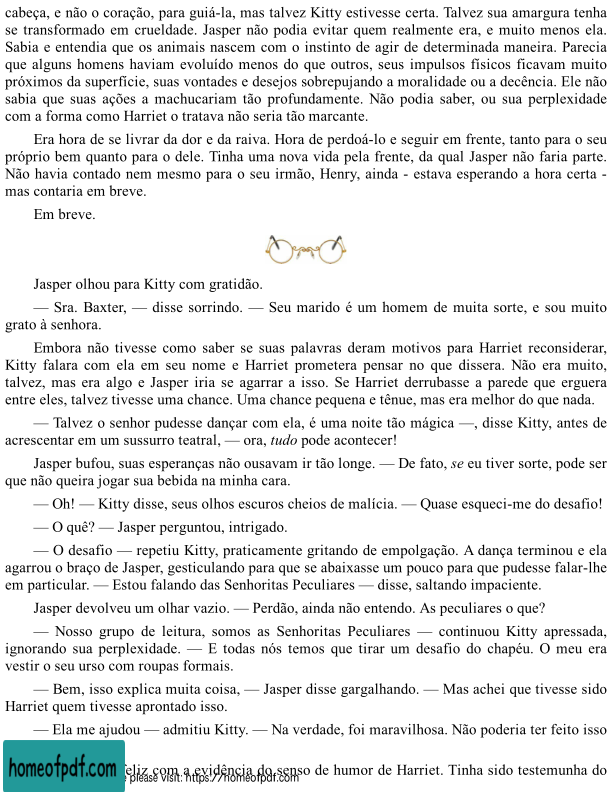 cabeça, e não o coração, para guiá-la, mas talvez Kitty estivesse certa. Talvez sua amargura tenha
se transformado em crueldade. Jasper não podia evitar quem realmente era, e muito menos ela.
Sabia e entendia que os animais nascem com o instinto de agir de determinada maneira. Parecia
que alguns homens haviam evoluído menos do que outros, seus impulsos físicos ficavam muito
próximos da superfície, suas vontades e desejos sobrepujando a moralidade ou a decência. Ele não
sabia que suas ações a machucariam tão profundamente. Não podia saber, ou sua perplexidade
com a forma como Harriet o tratava não seria tão marcante.
Era hora de se livrar da dor e da raiva. Hora de perdoá-lo e seguir em frente, tanto para o seu
próprio bem quanto para o dele. Tinha uma nova vida pela frente, da qual Jasper não faria parte.
Não havia contado nem mesmo para o seu irmão, Henry, ainda - estava esperando a hora certa -
mas contaria em breve.
Em breve.
Jasper olhou para Kitty com gratidão.
— Sra. Baxter, — disse sorrindo. — Seu marido é um homem de muita sorte, e sou muito
grato à senhora.
Embora não tivesse como saber se suas palavras deram motivos para Harriet reconsiderar,
Kitty falara com ela em seu nome e Harriet prometera pensar no que dissera. Não era muito,
talvez, mas era algo e Jasper iria se agarrar a isso. Se Harriet derrubasse a parede que erguera
entre eles, talvez tivesse uma chance. Uma chance pequena e tênue, mas era melhor do que nada.
— Talvez o senhor pudesse dançar com ela, é uma noite tão mágica —, disse Kitty, antes de
acrescentar em um sussurro teatral, — ora, tudo pode acontecer!
Jasper bufou, suas esperanças não ousavam ir tão longe. — De fato, se eu tiver sorte, pode ser
que não queira jogar sua bebida na minha cara.
— Oh! — Kitty disse, seus olhos escuros cheios de malícia. — Quase esqueci-me do desafio!
— O quê? — Jasper perguntou, intrigado.
— O desafio — repetiu Kitty, praticamente gritando de empolgação. A dança terminou e ela
agarrou o braço de Jasper, gesticulando para que se abaixasse um pouco para que pudesse falar-lhe
em particular. — Estou falando das Senhoritas Peculiares — disse, saltando impaciente.
Jasper devolveu um olhar vazio. — Perdão, ainda não entendo. As peculiares o que?
— Nosso grupo de leitura, somos as Senhoritas Peculiares — continuou Kitty apressada,
ignorando sua perplexidade. — E todas nós temos que tirar um desafio do chapéu. O meu era
vestir o seu urso com roupas formais.
— Bem, isso explica muita coisa, — Jasper disse gargalhando. — Mas achei que tivesse sido
Harriet quem tivesse aprontado isso.
— Ela me ajudou — admitiu Kitty. — Na verdade, foi maravilhosa. Não poderia ter feito isso
feliz com a evidência do senso de humor de Harriet. Tinha sido testemunha do
homeofpdf.com
please visit: https://homeofpdf.com